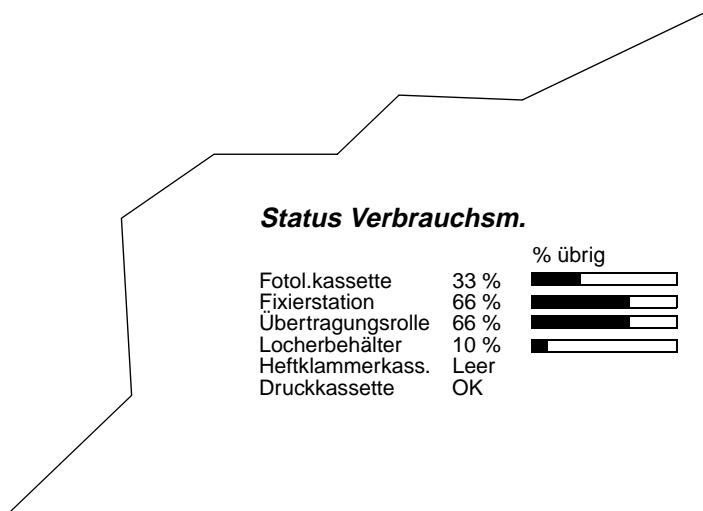 Status Verbrauchsm.
% übrig
Fotol.kassette 33 %
Fixierstation 66 %
Übertragungsrolle 66 %
Locherbehälter 10 %
Heftklammerkass. Leer
Druckkassette OK